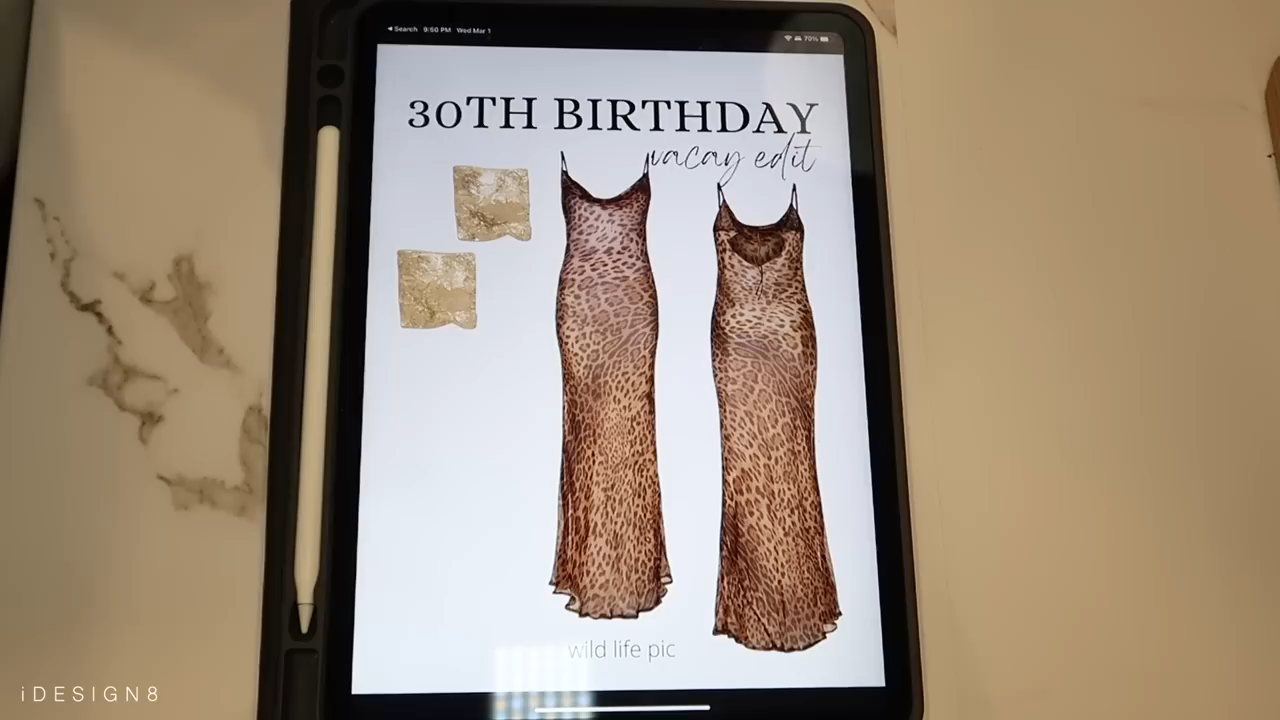 ◀ Search 9:50 PM Wed Mar 1
70%
30TH BIRTHDAY
vacay edit
wild life pic
iDESIGN8